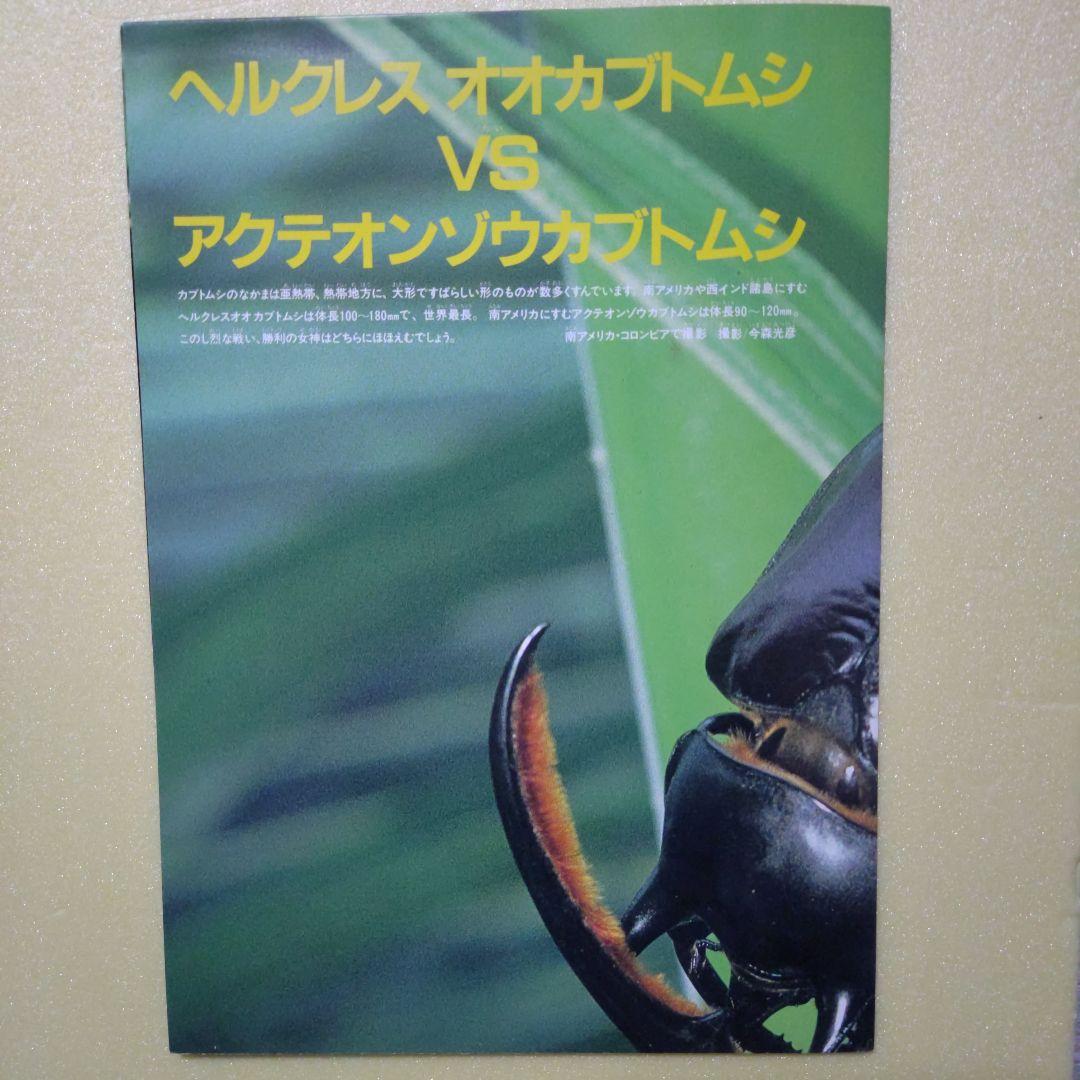 ヘルクレス オオカブトムシ
VS
アクテオンゾウカブトムシ
カブトムシのなかまは亜熱帯、熱帯地方に、大形ですばらしい形のものが数多くすんでいます。南アメリカや西インド諸島にすむ
ヘルクレスオオカブトムシは体長100〜180㎜で、世界最長。南アメリカにすむアクテオンゾウカブトムシは体長90〜120㎜。
このし烈な戦い、勝利の女神はどちらにほほえむでしょう。 南アメリカ・コロンビアで撮影 撮影/今森光彦